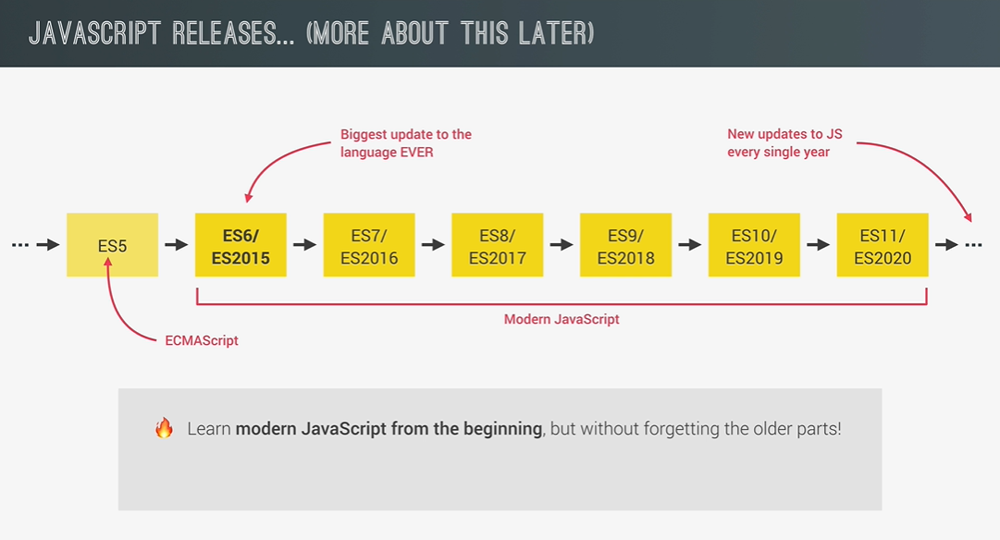 JAVASCRIPT RELEASES... (MORE ABOUT THIS LATER)
Biggest update to the
language EVER
New updates to JS
every single year
...
ES5
ES6/
ES2015
ES7/
ES2016
ES8/
ES2017
ES9/
ES2018
ES10/
ES2019
ES11/
ES2020
...
Modern JavaScript
ECMAScript
🔥 Learn modern JavaScript from the beginning, but without forgetting the older parts!